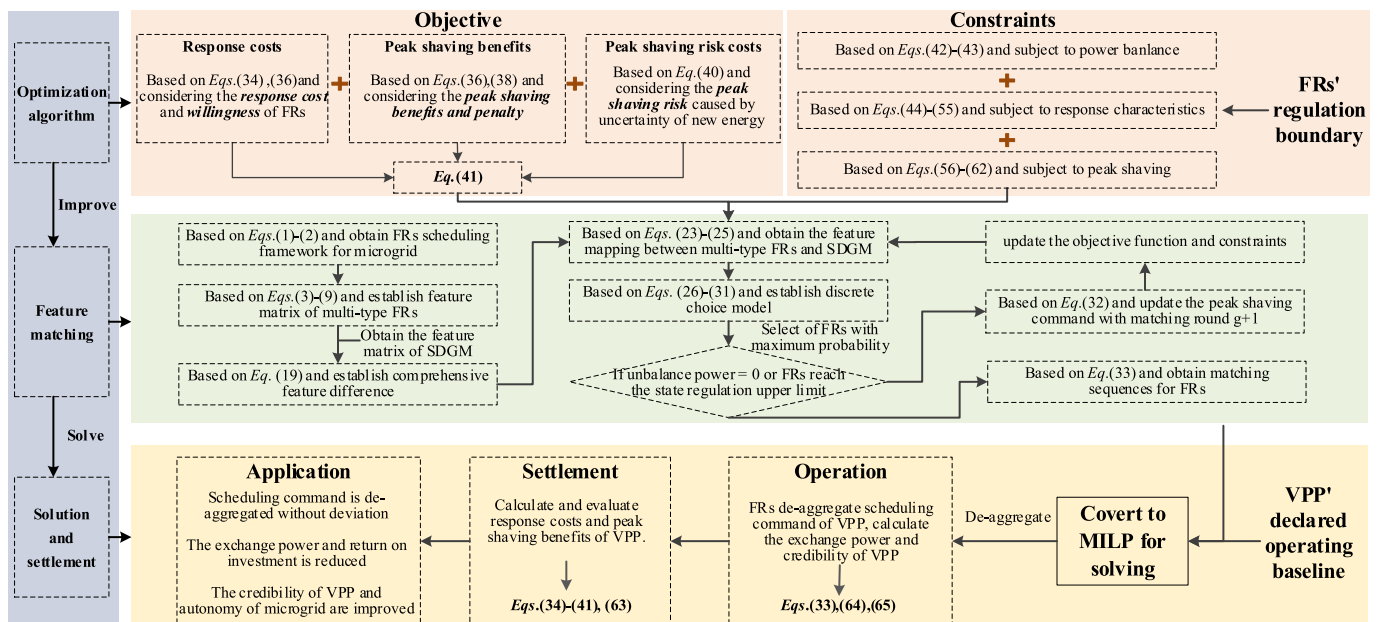 Optimization
algorithm
Improve
Feature
matching
Solve
Solution
and
settlement
Objective
Response costs
Based on Eqs.(34) ,(36)and
considering the response cost
and willingness of FRs
+
Peak shaving benefits
Based on Eqs.(36),(38) and
considering the peak shaving
benefits and penalty
+
Peak shaving risk costs
Based on Eq.(40) and
considering the peak
shaving risk caused by
uncertainty of new energy
Eq.(41)
Constraints
Based on Eqs.(42)-(43) and subject to power banlance
+
Based on Eqs.(44)-(55) and subject to response characteristics
+
Based on Eqs.(56)-(62) and subject to peak shaving
FRs'
regulation
boundary
Based on Eqs.(1)-(2) and obtain FRs scheduling
framework for microgrid
Based on Eqs.(3)-(9) and establish feature
matrix of multi-type FRs
Obtain the feature
matrix of SDGM
Based on Eq. (19) and establish comprehensive
feature difference
Based on Eqs. (23)-(25) and obtain the feature
mapping between multi-type FRs and SDGM
Based on Eqs. (26)-(31) and establish discrete
choice model
Select of FRs with
maximum probability
If unbalance power = 0 or FRs reach
the state regulation upper limit
update the objective function and constraints
Based on Eq.(32) and update the peak shaving
command with matching round g+1
Based on Eq.(33) and obtain matching
sequences for FRs
Application
Scheduling command is de-
aggregated without deviation
The exchange power and return on
investment is reduced
The credibility of VPP and
autonomy of microgrid are improved
Settlement
Calculate and evaluate
response costs and peak
shaving benefits of VPP.
Eqs.(34)-(41), (63)
Operation
FRs de-aggregate scheduling
command of VPP, calculate
the exchange power and
credibility of VPP
Eqs.(33),(64),(65)
De-aggregate
Covert to
MILP for
solving
VPP'
declared
operating
baseline